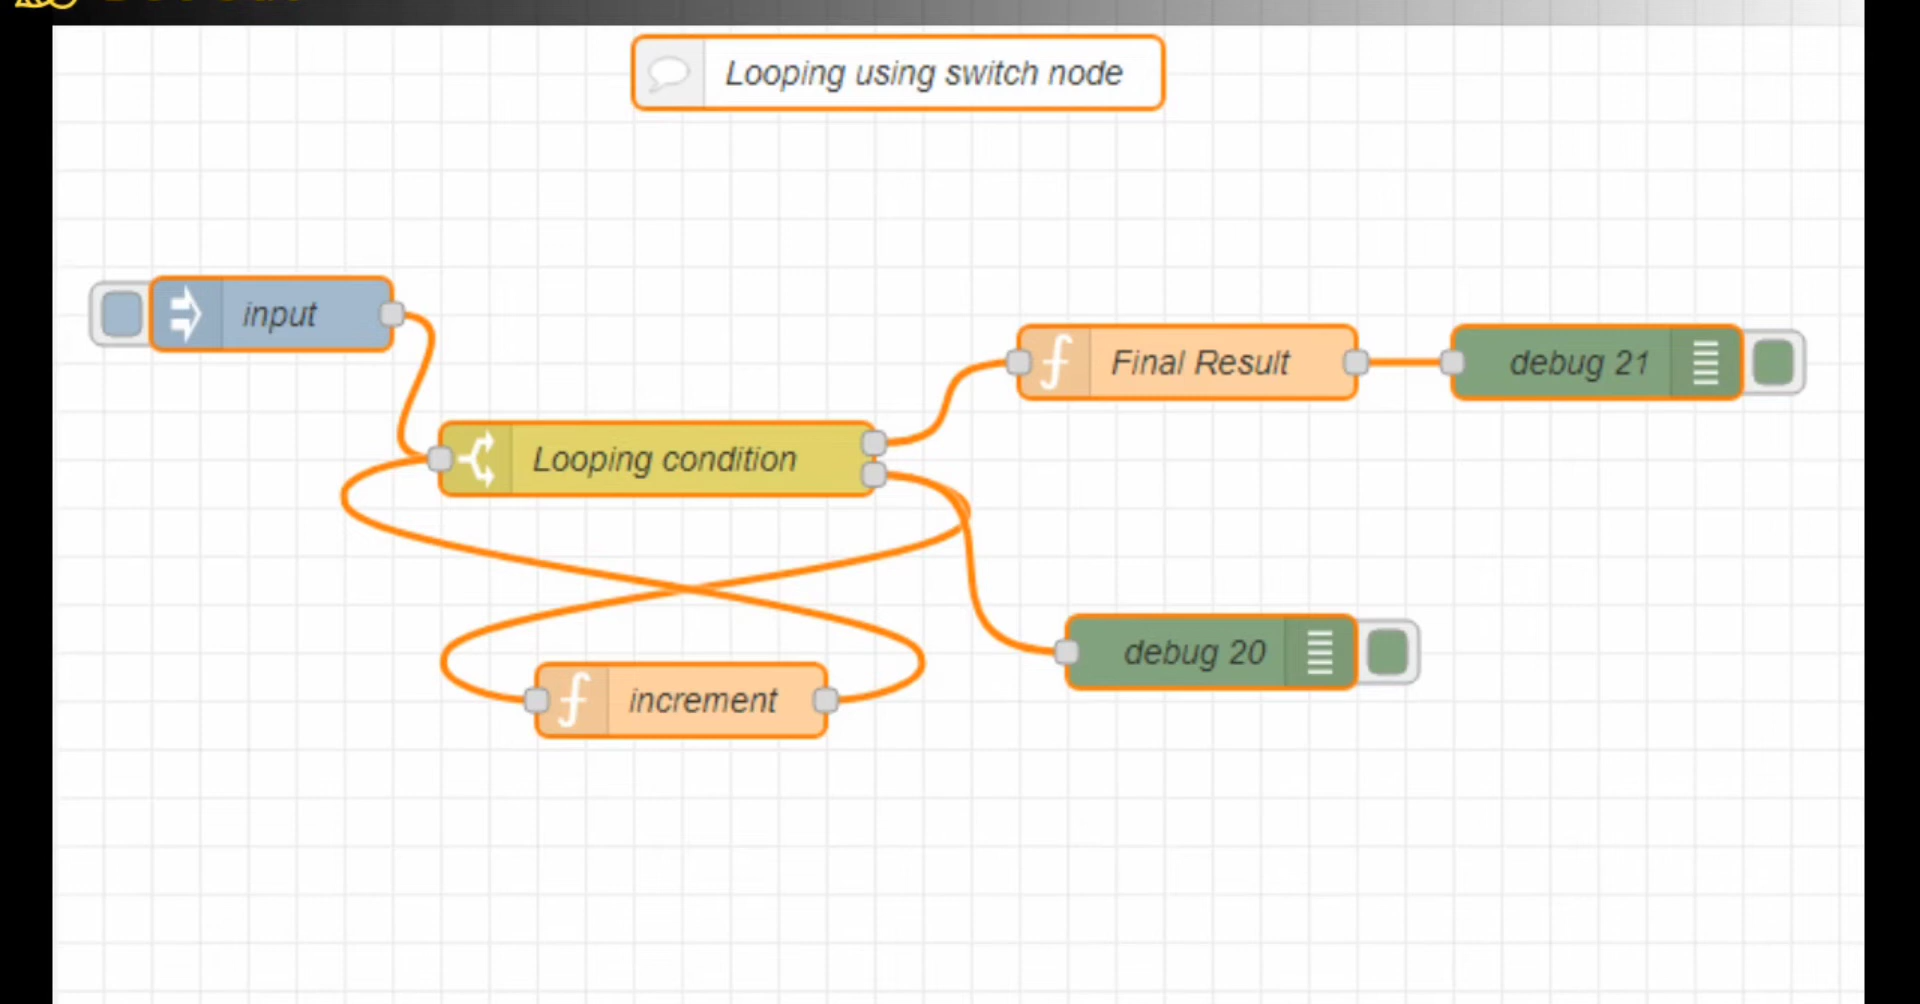 Looping using switch node
input
Final Result
debug 21
Looping condition
debug 20
increment